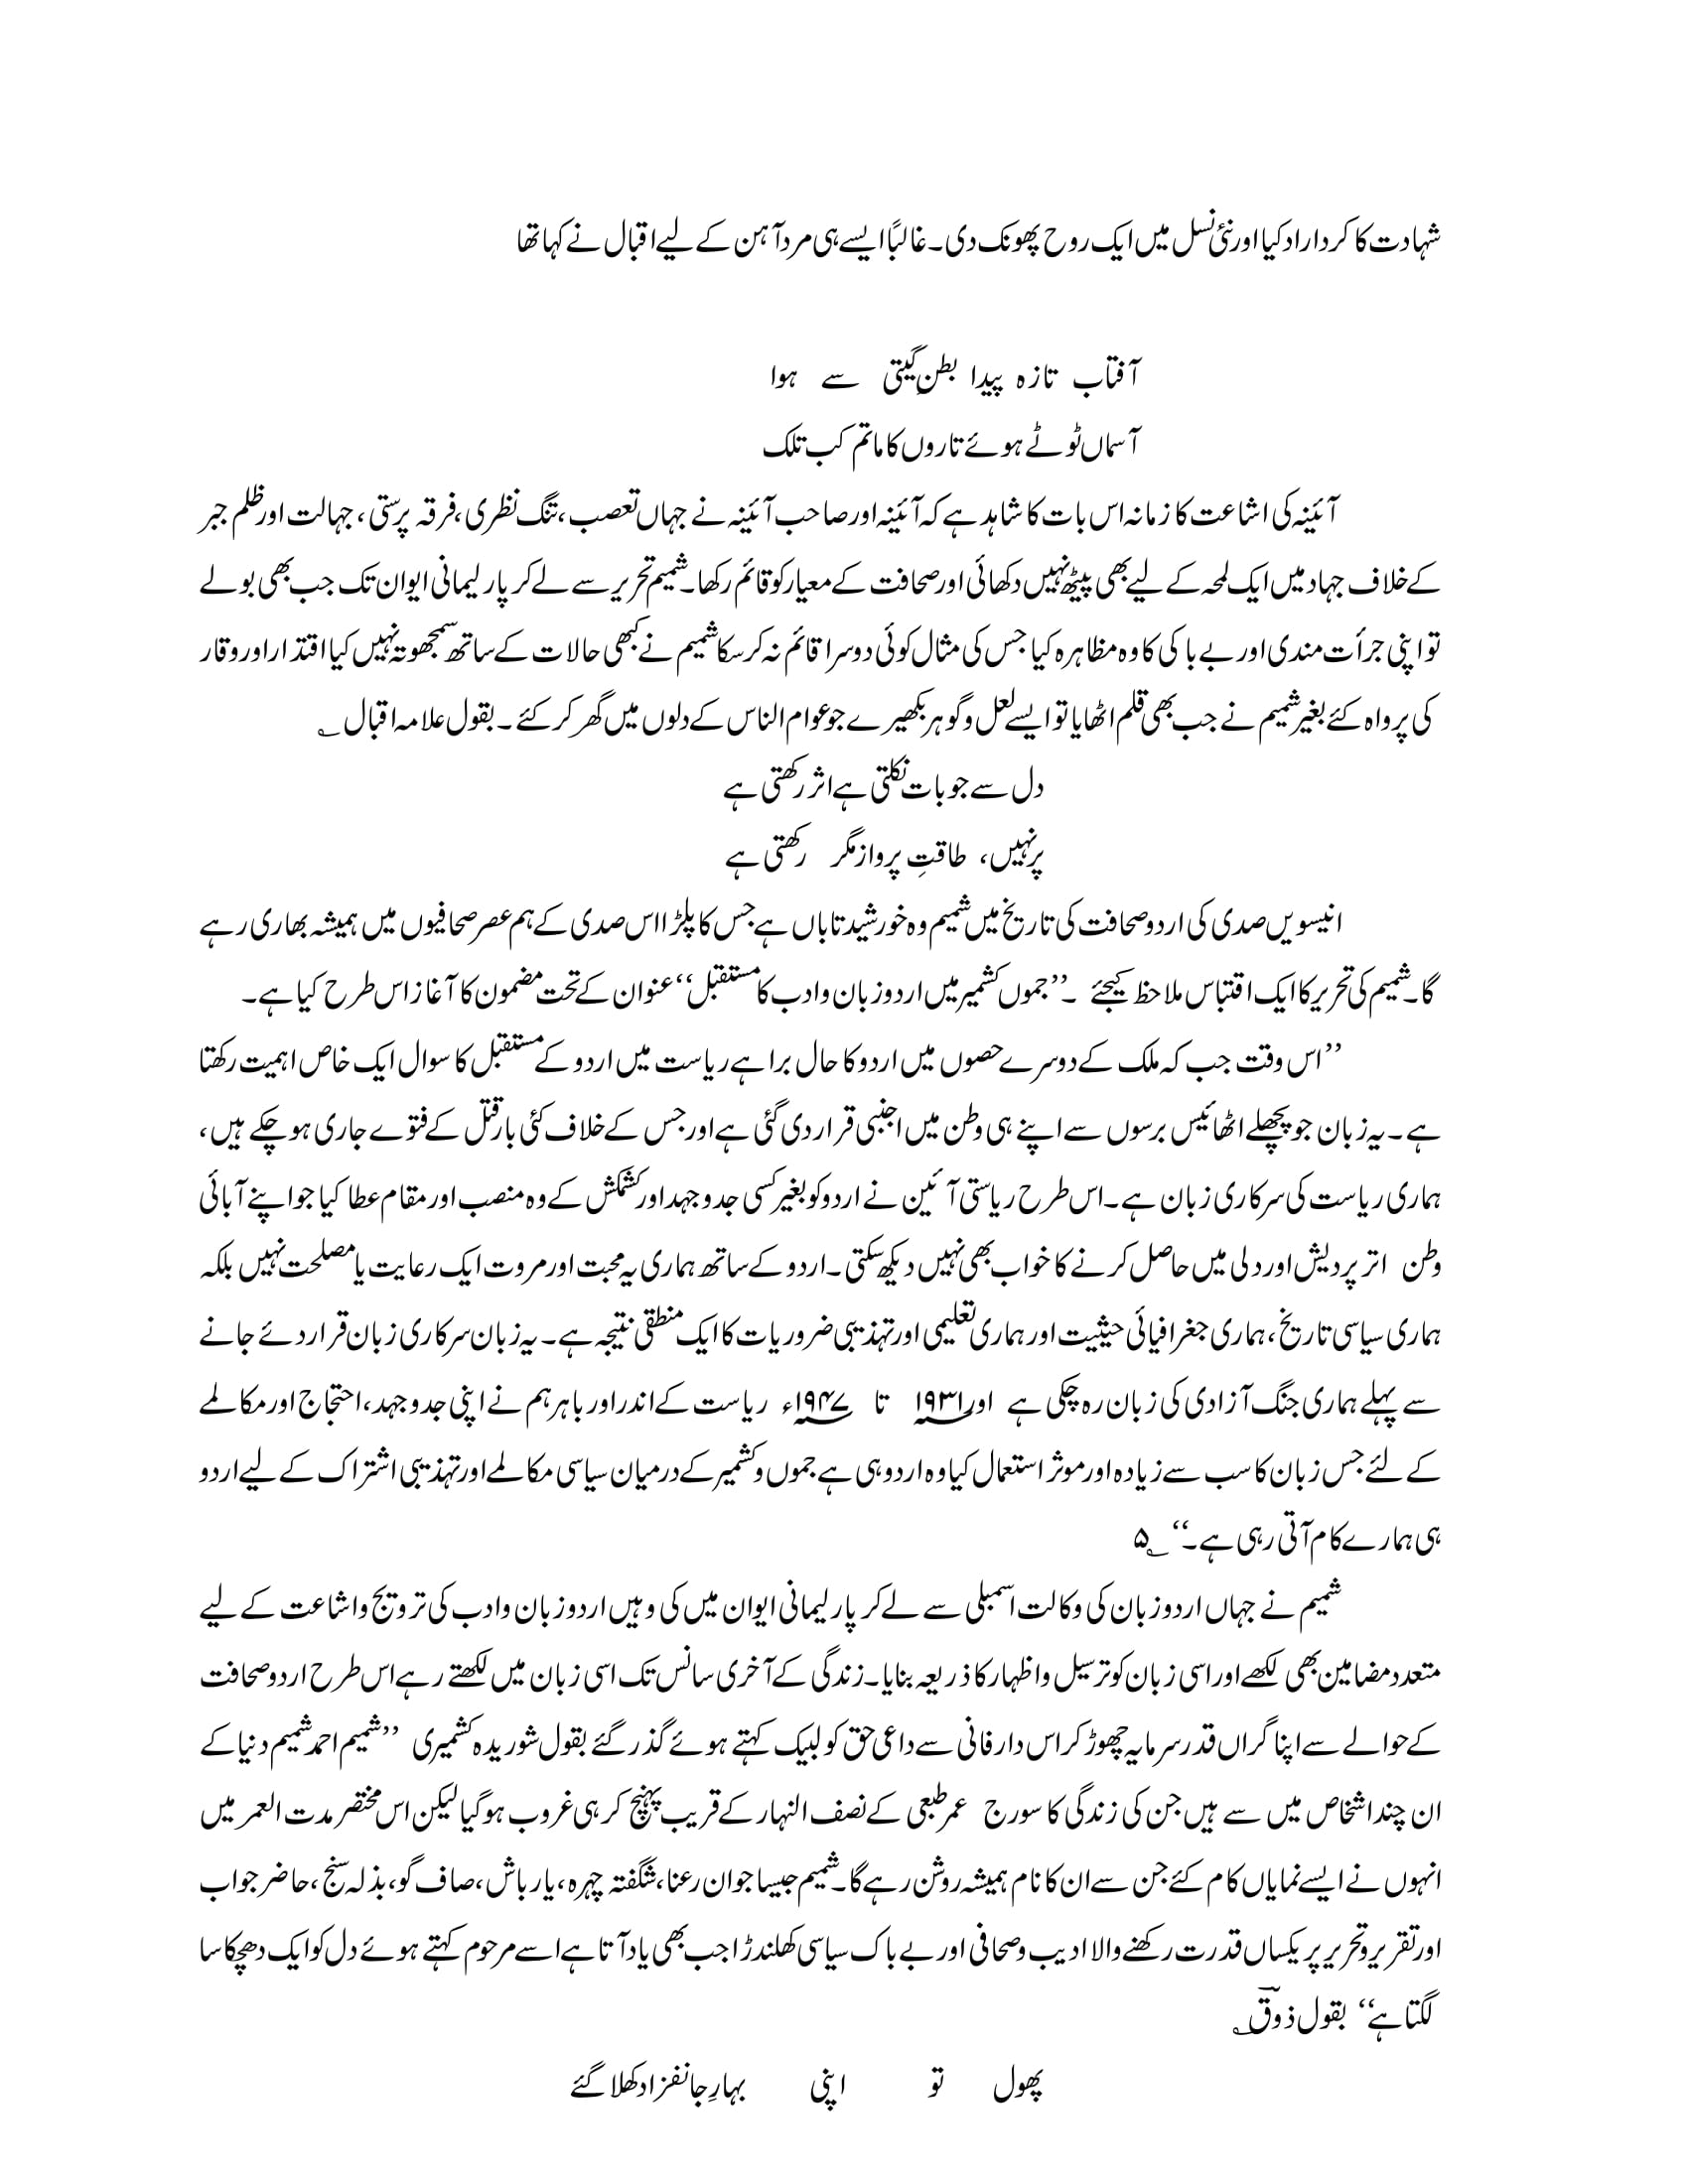 شہادت کا کردار اد کیا اور نئی نسل میں ایک روح پھونک دی۔ غالباً ایسے ہی مردآہن کے لیے اقبال نے کہا تھا
آفتاب تازہ پیدا بطنِ گیتی سے ہوا
آسماں ٹوٹے ہوئے تاروں کا ماتم کب تلک
آئینہ کی اشاعت کا زمانہ اس بات کا شاہد ہے کہ آئینہ اور صاحب آئینہ نے جہاں تعصب، تنگ نظری، فرقہ پرستی، جہالت اور ظلم جبر
کے خلاف جہاد میں ایک لمحہ کے لیے بھی پیٹھ نہیں دکھائی اور صحافت کے معیار کو قائم رکھا۔ شمیم تحریر سے لے کر پارلیمانی ایوان تک جب بھی بولے
تو اپنی جرأت مندی اور بے باکی کا وہ مظاہرہ کیا جس کی مثال کوئی دوسرا قائم نہ کر سکا شمیم نے کبھی حالات کے ساتھ سمجھوتہ نہیں کیا اقتدار اور وقار
کی پرواہ کئے بغیر شمیم نے جب بھی قلم اٹھایا تو ایسے لعل و گوہر بکھیرے جو عوام الناس کے دلوں میں گھر کر گئے۔ بقول علامہ اقبال ؂
دل سے جو بات نکلتی ہے اثر رکھتی ہے
پر نہیں، طاقتِ پرواز مگر رکھتی ہے
انیسویں صدی کی اردو صحافت کی تاریخ میں شمیم وہ خورشید تاباں ہے جس کا پلڑا اس صدی کے ہم عصر صحافیوں میں ہمیشہ بھاری رہے
گا۔ شمیم کی تحریر کا ایک اقتباس ملاحظ کیجئے ۔ ’’جموں کشمیر میں اردو زبان و ادب کا مستقبل‘‘ عنوان کے تحت مضمون کا آغاز اس طرح کیا ہے۔
’’اس وقت جب کہ ملک کے دوسرے حصوں میں اردو کا حال برا ہے ریاست میں اردو کے مستقبل کا سوال ایک خاص اہمیت رکھتا
ہے۔ یہ زبان جو پچھلے اٹھائیس برسوں سے اپنے ہی وطن میں اجنبی قرار دی گئی ہے اور جس کے خلاف کئی بار قتل کے فتوے جاری ہو چکے ہیں،
ہماری ریاست کی سرکاری زبان ہے۔ اس طرح ریاستی آئین نے اردو کو بغیر کسی جدوجہد اور کشمکش کے وہ منصب اور مقام عطا کیا جو اپنے آبائی
وطن اتر پردیش اور دلی میں حاصل کرنے کا خواب بھی نہیں دیکھ سکتی۔ اردو کے ساتھ ہماری یہ محبت اور مروت ایک رعایت یا مصلحت نہیں بلکہ
ہماری سیاسی تاریخ، ہماری جغرافیائی حیثیت اور ہماری تعلیمی اور تہذیبی ضروریات کا ایک منطقی نتیجہ ہے۔ یہ زبان سرکاری زبان قرار دئے جانے
سے پہلے ہماری جنگ آزادی کی زبان رہ چکی ہے اور ؁۱۹۳۱ تا ؁۱۹۴۷ء ریاست کے اندر اور باہر ہم نے اپنی جدوجہد، احتجاج اور مکالمے
کے لئے جس زبان کا سب سے زیادہ اور موثر استعمال کیا وہ اردو ہی ہے جموں و کشمیر کے درمیان سیاسی مکالمے اور تہذیبی اشتراک کے لیے اردو
ہی ہمارے کام آتی رہی ہے۔‘‘ ؂۵
شمیم نے جہاں اردو زبان کی وکالت اسمبلی سے لے کر پارلیمانی ایوان میں کی وہیں اردو زبان و ادب کی ترویج و اشاعت کے لیے
متعدد مضامین بھی لکھے اور اسی زبان کو ترسیل و اظہار کا ذریعہ بنایا۔ زندگی کے آخری سانس تک اسی زبان میں لکھتے رہے اس طرح اردو صحافت
کے حوالے سے اپنا گراں قدر سرمایہ چھوڑ کر اس دارفانی سے داعی حق کو لبیک کہتے ہوئے گذر گئے بقول شوریدہ کشمیری ’’شمیم احمد شمیم دنیا کے
ان چند اشخاص میں سے ہیں جن کی زندگی کا سورج عمر طبعی کے نصف النہار کے قریب پہنچ کر ہی غروب ہو گیا لیکن اس مختصر مدت العمر میں
انہوں نے ایسے نمایاں کام کئے جن سے ان کا نام ہمیشہ روشن رہے گا۔ شمیم جیسا جوان رعنا، شگفتہ چہرہ، یار باش، صاف گو، بذلہ سنج، حاضر جواب
اور تقریر و تحریر پر یکساں قدرت رکھنے والا ادیب و صحافی اور بے باک سیاسی کھلنڈرا جب بھی یاد آتا ہے اسے مرحوم کہتے ہوئے دل کو ایک دھچکا سا
لگتا ہے‘‘ بقول ذوقؔ ؂
پھول تو اپنی بہارِ جانفزا دکھلا گئے